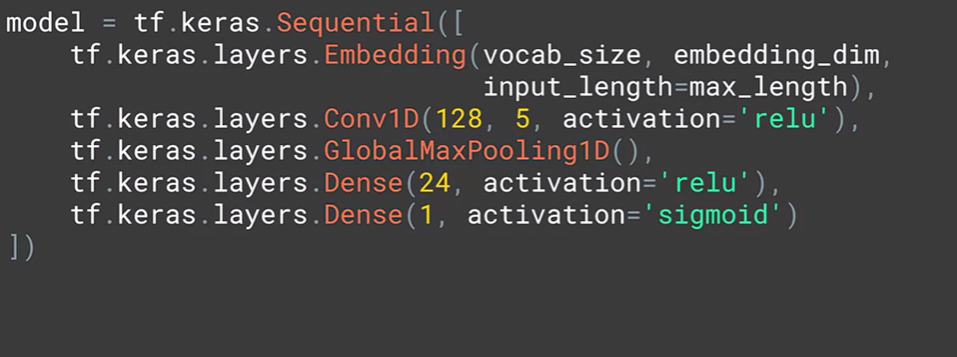 model = tf.keras.Sequential([
    tf.keras.layers.Embedding(vocab_size, embedding_dim,
                              input_length=max_length),
    tf.keras.layers.Conv1D(128, 5, activation='relu'),
    tf.keras.layers.GlobalMaxPooling1D(),
    tf.keras.layers.Dense(24, activation='relu'),
    tf.keras.layers.Dense(1, activation='sigmoid')
])